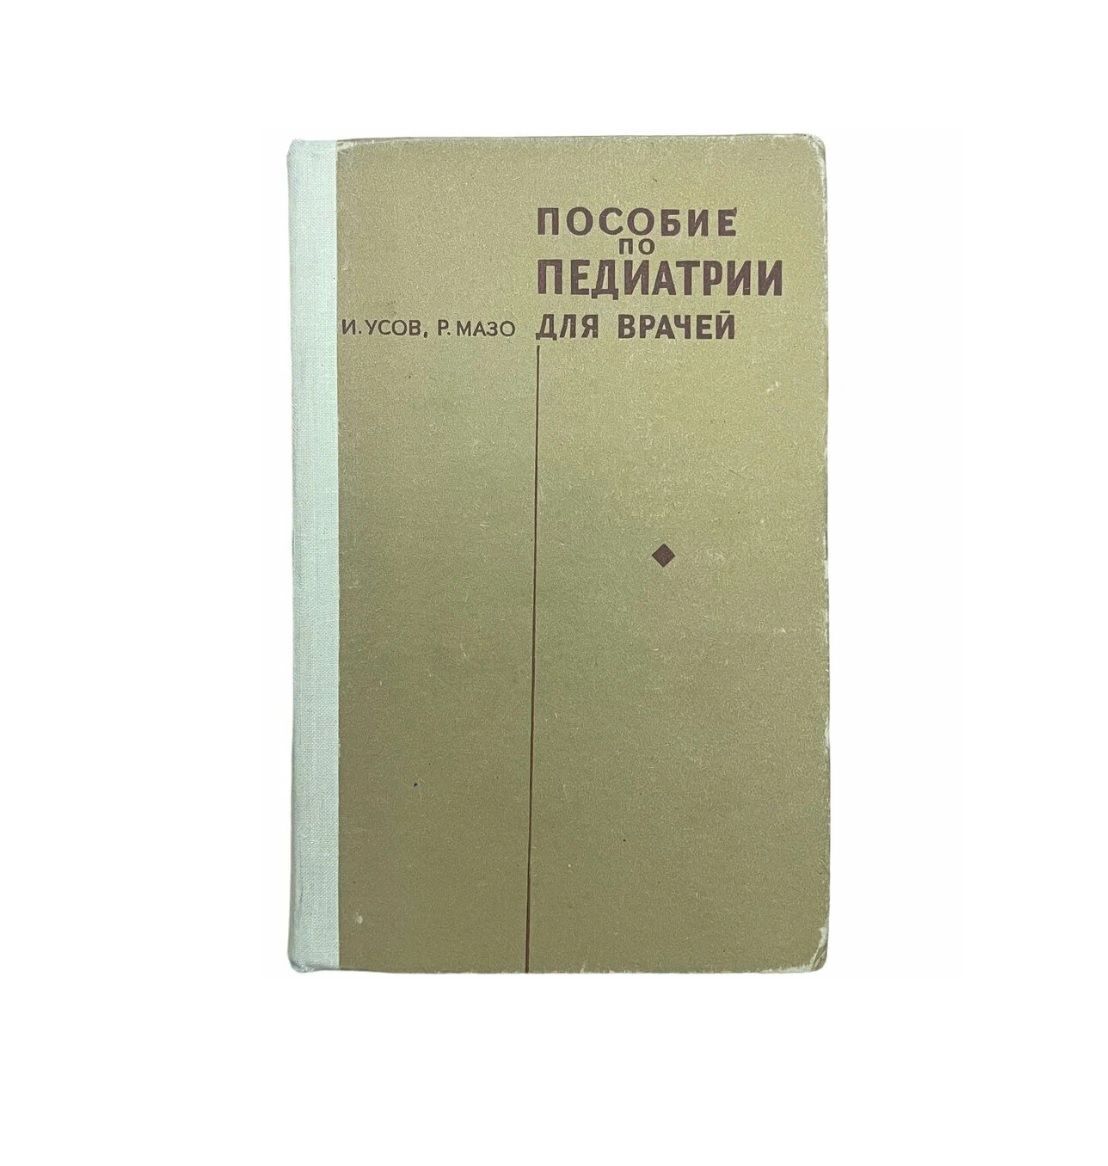 ПОСОБИЕ
ПО
ПЕДИАТРИИ
И. УСОВ, Р. МАЗО ДЛЯ ВРАЧЕЙ